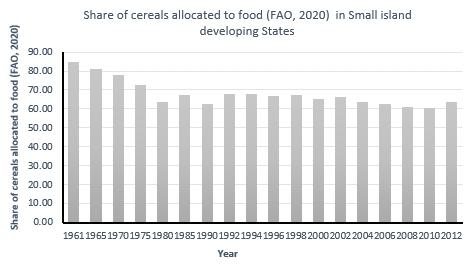 Share of cereals allocated to food (FAO, 2020)  in Small island
developing States
Share of cereals allocated to food (FAO, 2020)
90.00
80.00
70.00
60.00
50.00
40.00
30.00
20.00
10.00
0.00
1961 1965 1970 1975 1980 1985 1990 1992 1994 1996 1998 2000 2002 2004 2006 2008 2010 2012
Year